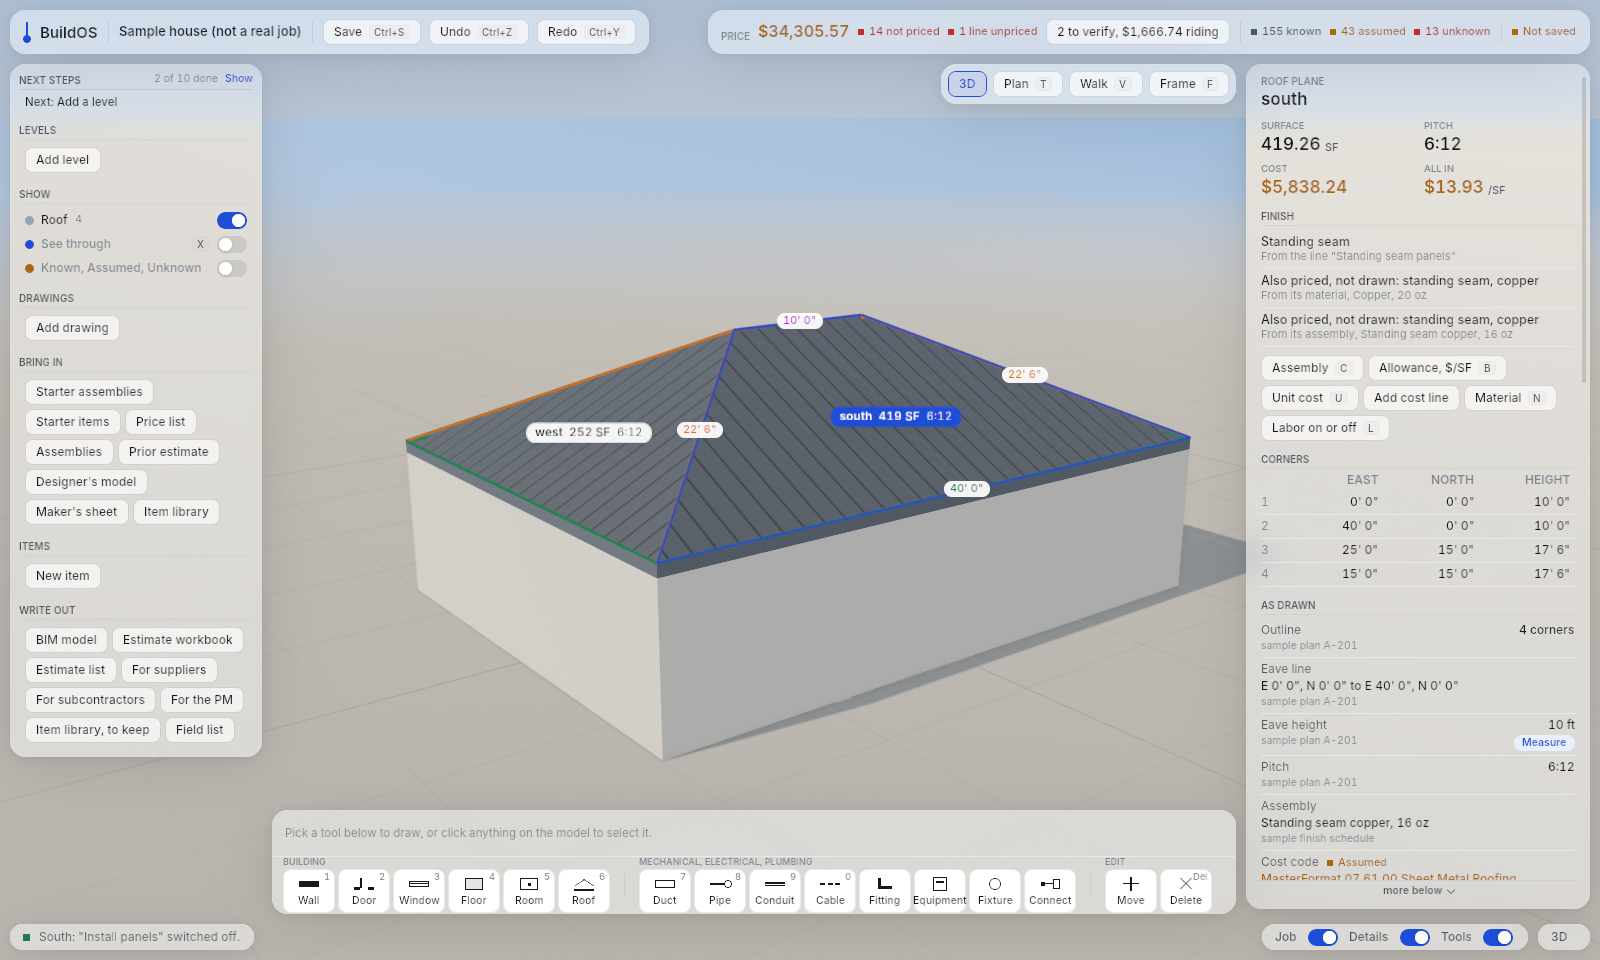 BuildOS
Sample house (not a real job)
Save Ctrl+S
Undo Ctrl+Z
Redo Ctrl+Y
PRICE $34,305.57
14 not priced
1 line unpriced
2 to verify, $1,666.74 riding
155 known
43 assumed
13 unknown
Not saved
NEXT STEPS 2 of 10 done Show
Next: Add a level
LEVELS
Add level
SHOW
Roof 4
See through X
Known, Assumed, Unknown
DRAWINGS
Add drawing
BRING IN
Starter assemblies
Starter items Price list
Assemblies Prior estimate
Designer's model
Maker's sheet Item library
ITEMS
New item
WRITE OUT
BIM model Estimate workbook
Estimate list For suppliers
For subcontractors For the PM
Item library, to keep Field list
3D Plan T Walk V Frame F
10' 0"
22' 6"
south 419 SF 6:12
west 252 SF 6:12
22' 6"
40' 0"
ROOF PLANE
south
SURFACE PITCH
419.26 SF 6:12
COST ALL IN
$5,838.24 $13.93 /SF
FINISH
Standing seam
From the line "Standing seam panels"
Also priced, not drawn: standing seam, copper
From its material, Copper, 20 oz
Also priced, not drawn: standing seam, copper
From its assembly, Standing seam copper, 16 oz
Assembly C Allowance, $/SF B
Unit cost U Add cost line Material N
Labor on or off L
CORNERS
EAST NORTH HEIGHT
1 0' 0" 0' 0" 10' 0"
2 40' 0" 0' 0" 10' 0"
3 25' 0" 15' 0" 17' 6"
4 15' 0" 15' 0" 17' 6"
AS DRAWN
Outline 4 corners
sample plan A-201
Eave line
E 0' 0", N 0' 0" to E 40' 0", N 0' 0"
sample plan A-201
Eave height 10 ft
sample plan A-201 Measure
Pitch 6:12
sample plan A-201
Assembly
Standing seam copper, 16 oz
sample finish schedule
Cost code Assumed
MasterFormat 07 61 00 Sheet Metal Roofing
more below
Pick a tool below to draw, or click anything on the model to select it.
BUILDING MECHANICAL, ELECTRICAL, PLUMBING EDIT
1 2 3 4 5 6 7 8 9 0 Del
Wall Door Window Floor Room Roof Duct Pipe Conduit Cable Fitting Equipment Fixture Connect Move Delete
South: "Install panels" switched off.
Job Details Tools 3D